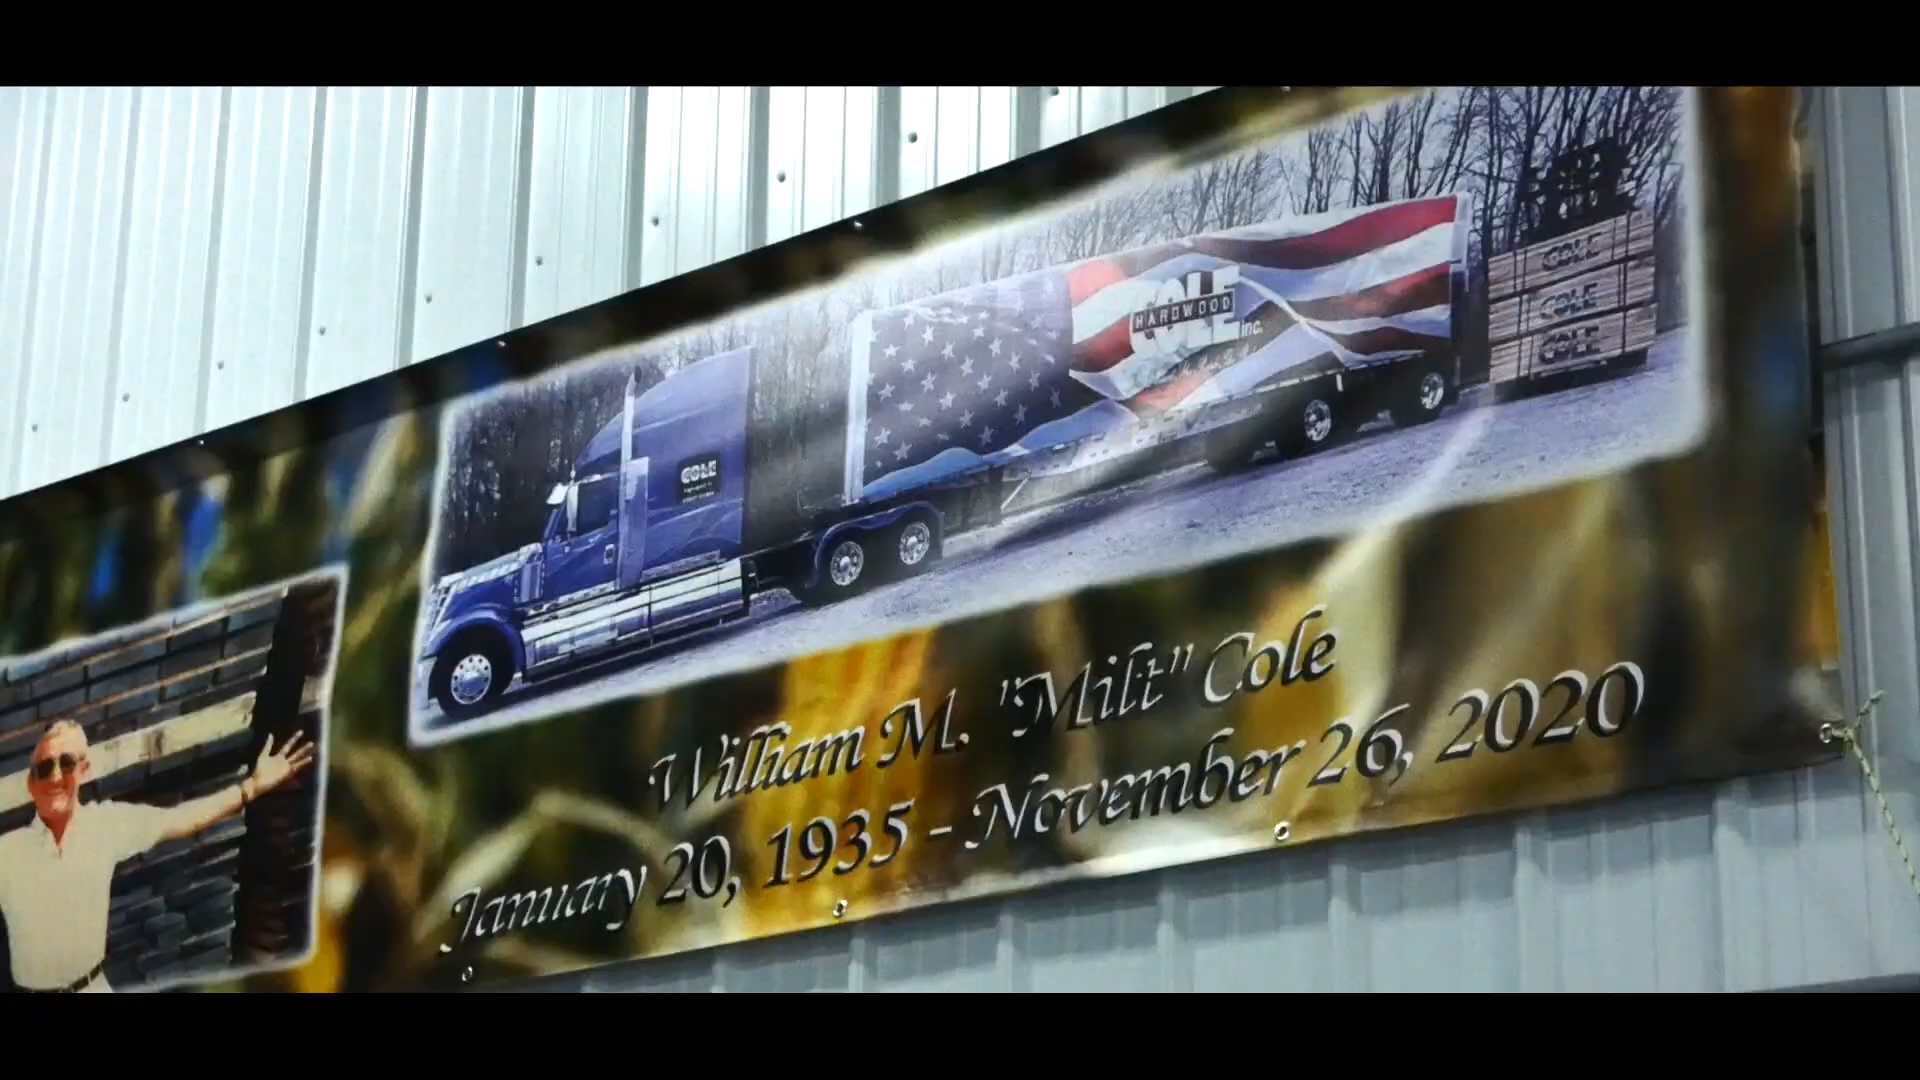 COLE
HARDWOOD
inc.
COLE
COLE
COLE
COLE
William M. "Milt" Cole
January 20, 1935 - November 26, 2020